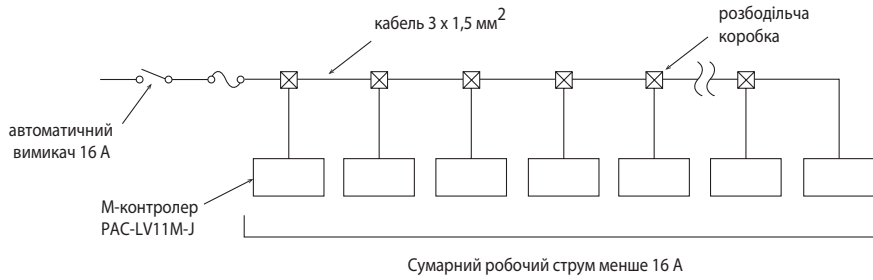 кабель 3 x 1,5 мм²
розбодільча
коробка
автоматичний
вимикач 16 А
М-контролер
PAC-LV11M-J
Сумарний робочий струм менше 16 А